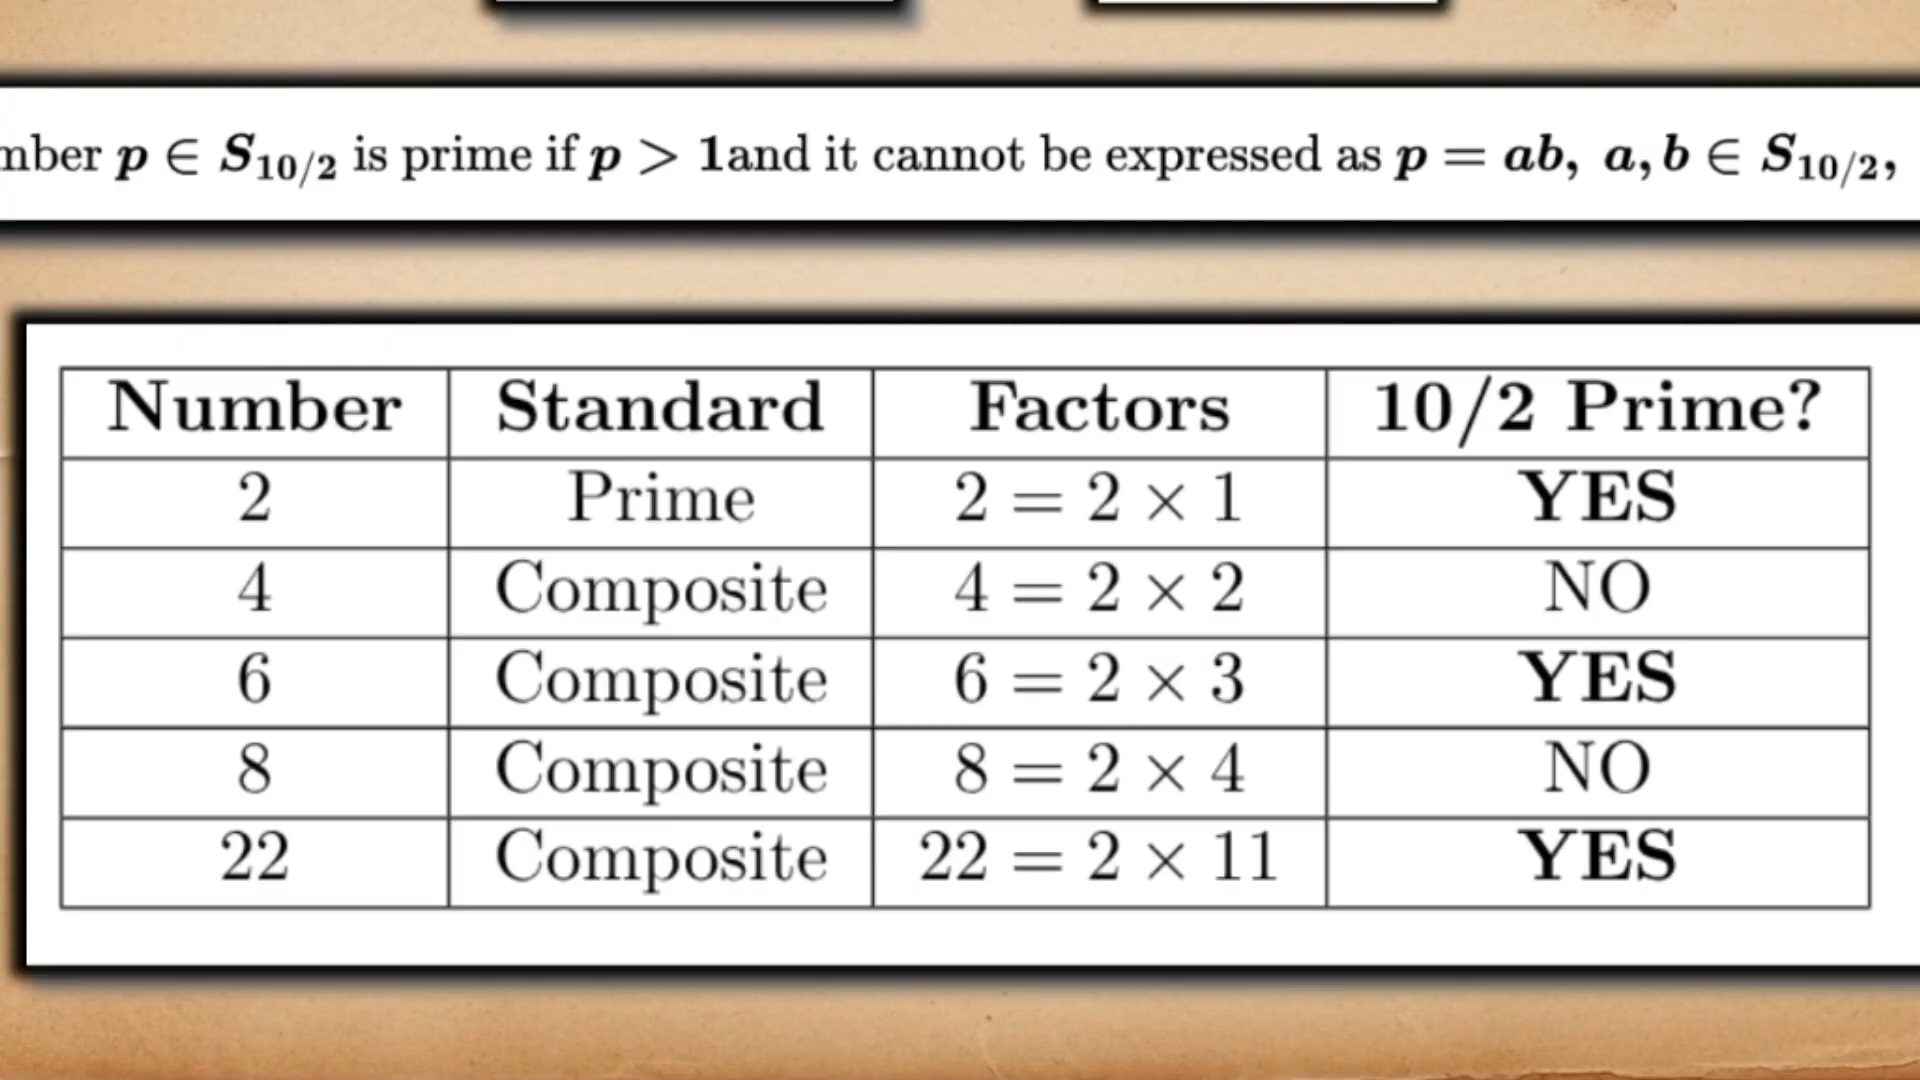 mber p ∈ S₁₀/₂ is prime if p > 1and it cannot be expressed as p = ab, a, b ∈ S₁₀/₂,
Number Standard Factors 10/2 Prime?
2 Prime 2 = 2 × 1 YES
4 Composite 4 = 2 × 2 NO
6 Composite 6 = 2 × 3 YES
8 Composite 8 = 2 × 4 NO
22 Composite 22 = 2 × 11 YES